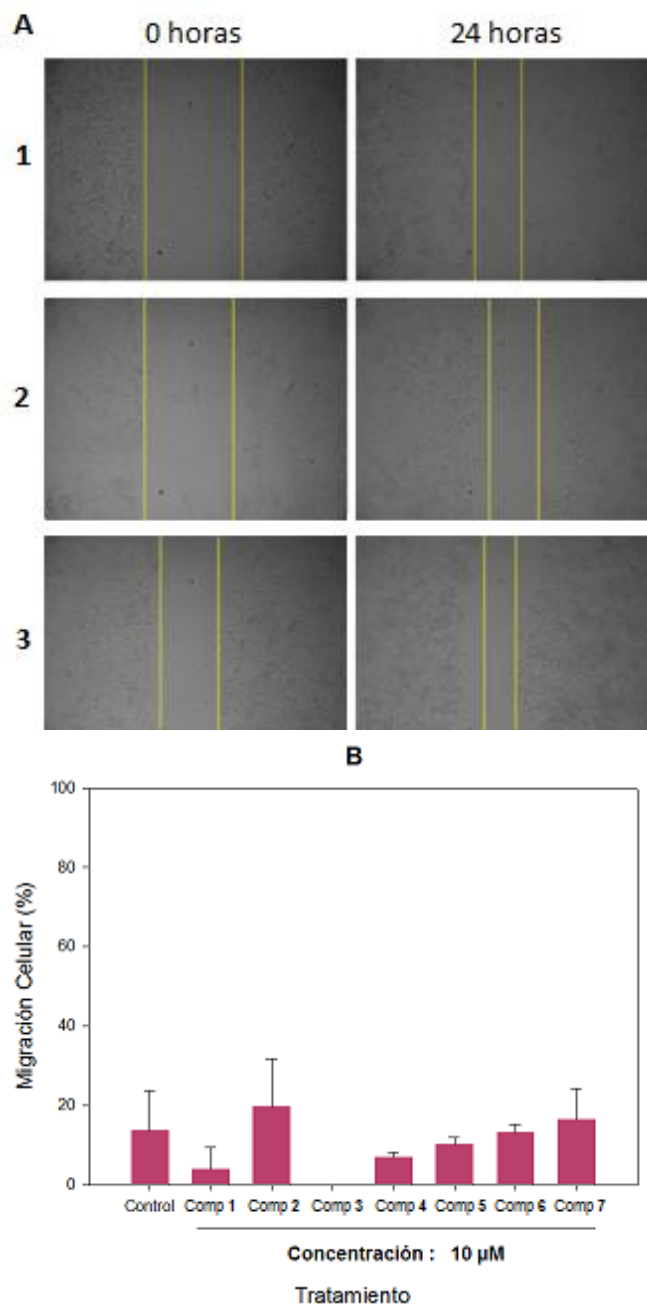 A
0 horas 24 horas
1
2
3
B
100
80
60
40
20
0
Migración Celular (%)
Control Comp 1 Comp 2 Comp 3 Comp 4 Comp 5 Comp 6 Comp 7
Concentración : 10 µM
Tratamiento